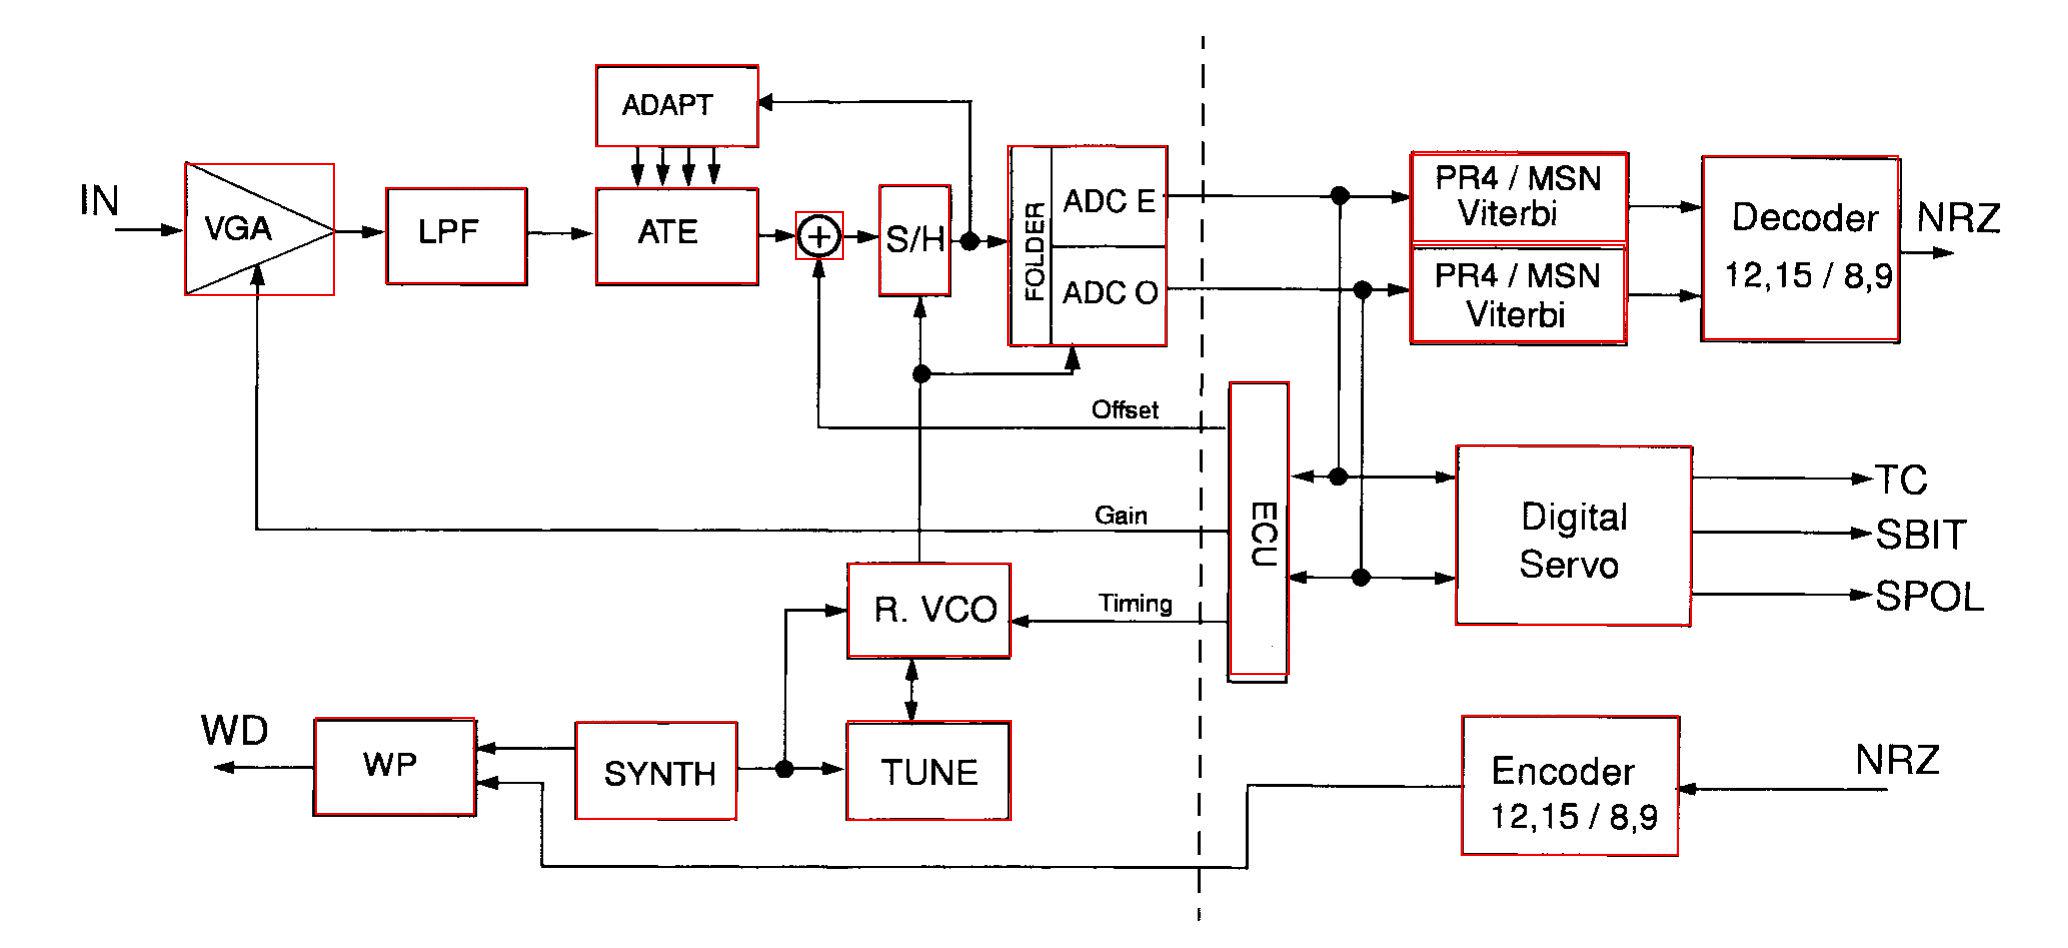 ADAPT
IN
VGA
LPF
ATE
+
S/H
FOLDER
ADC E
ADC O
PR4 / MSN
Viterbi
PR4 / MSN
Viterbi
Decoder
12,15 / 8,9
NRZ
Offset
Gain
Timing
ECU
Digital
Servo
TC
SBIT
SPOL
R. VCO
WD
WP
SYNTH
TUNE
Encoder
12,15 / 8,9
NRZ